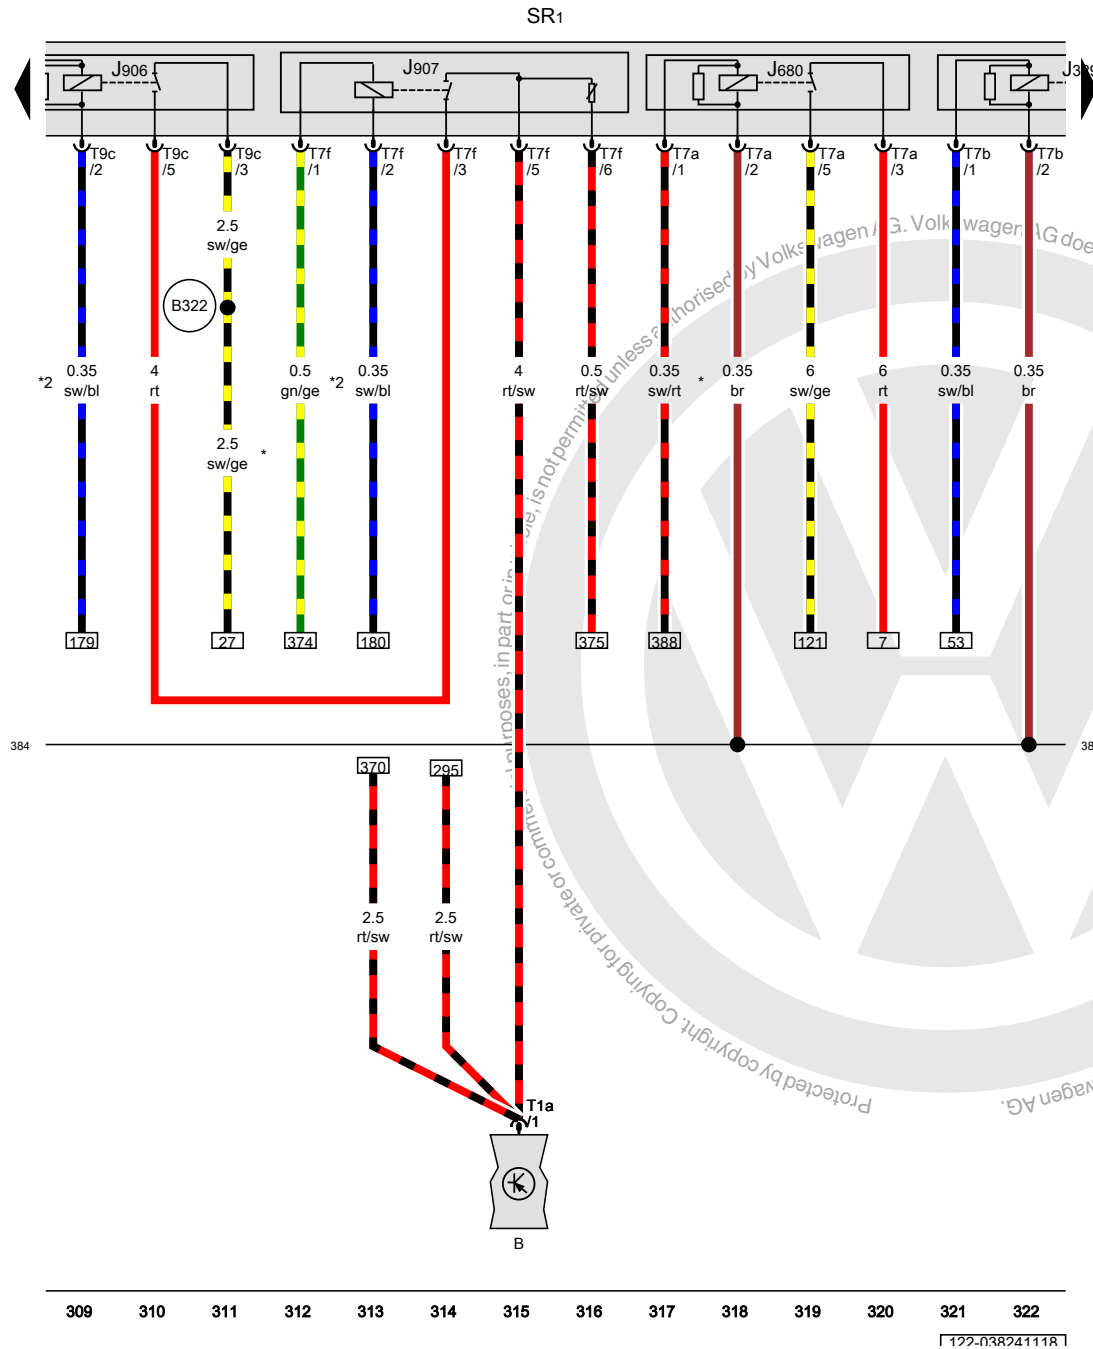 SR1
J906 J907 J680
T9c /2 T9c /5 T9c /3 T7f /1 T7f /2 T7f /3 T7f /5 T7f /6 T7a /1 T7a /2 T7a /5 T7a /3 T7b /1 T7b /2
2.5
sw/ge
B322
*2 0.35 4 0.5 *2 0.35 4 0.5 0.35 * 0.35 6 6 0.35 0.35
sw/bl rt gn/ge sw/bl rt/sw rt/sw sw/rt br sw/ge rt sw/bl br
2.5
sw/ge *
179 27 374 180 375 388 121 7 53
384
370 295
2.5 2.5
rt/sw rt/sw
T1a
/1
B
309 310 311 312 313 314 315 316 317 318 319 320 321 322
122-038241118
Protected by copyright. Copying for private or commercial purposes, in part or in whole, is not permitted unless authorised by Volkswagen AG. Volkswagen AG doe
wagen AG.